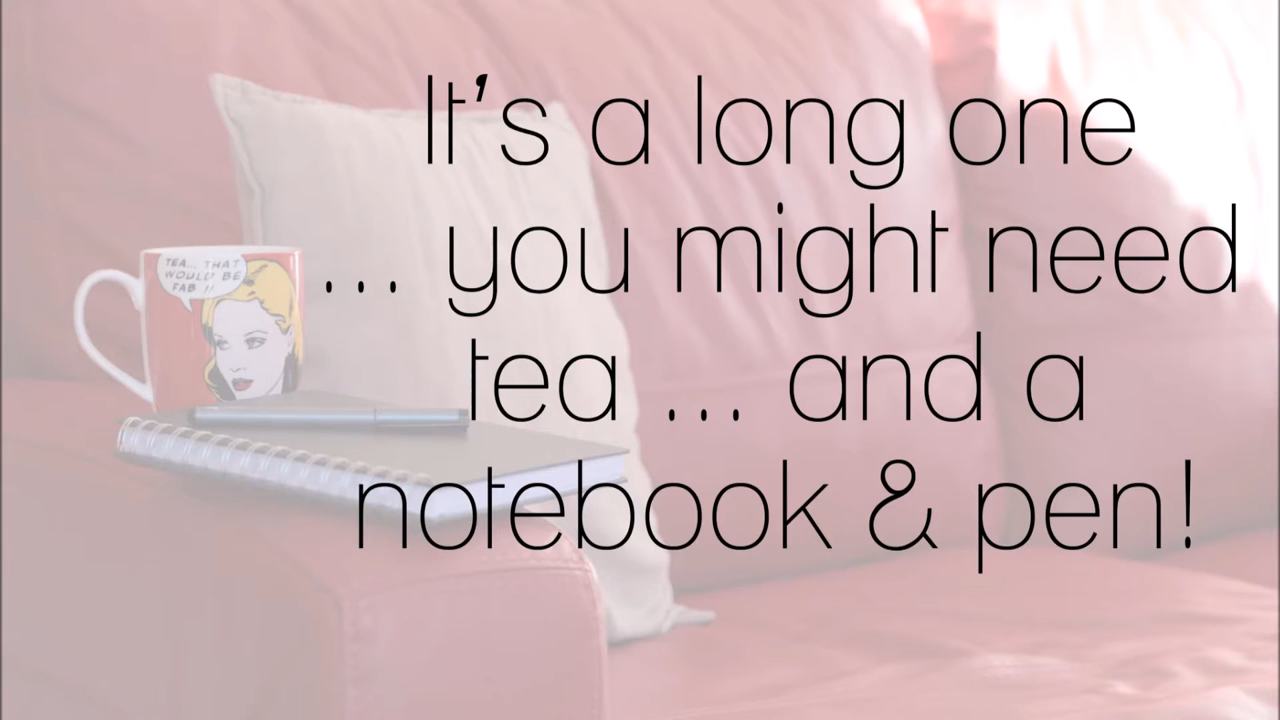 It's a long one
... you might need
tea ... and a
notebook & pen!
TEA... THAT
WOULD BE
FAB !!